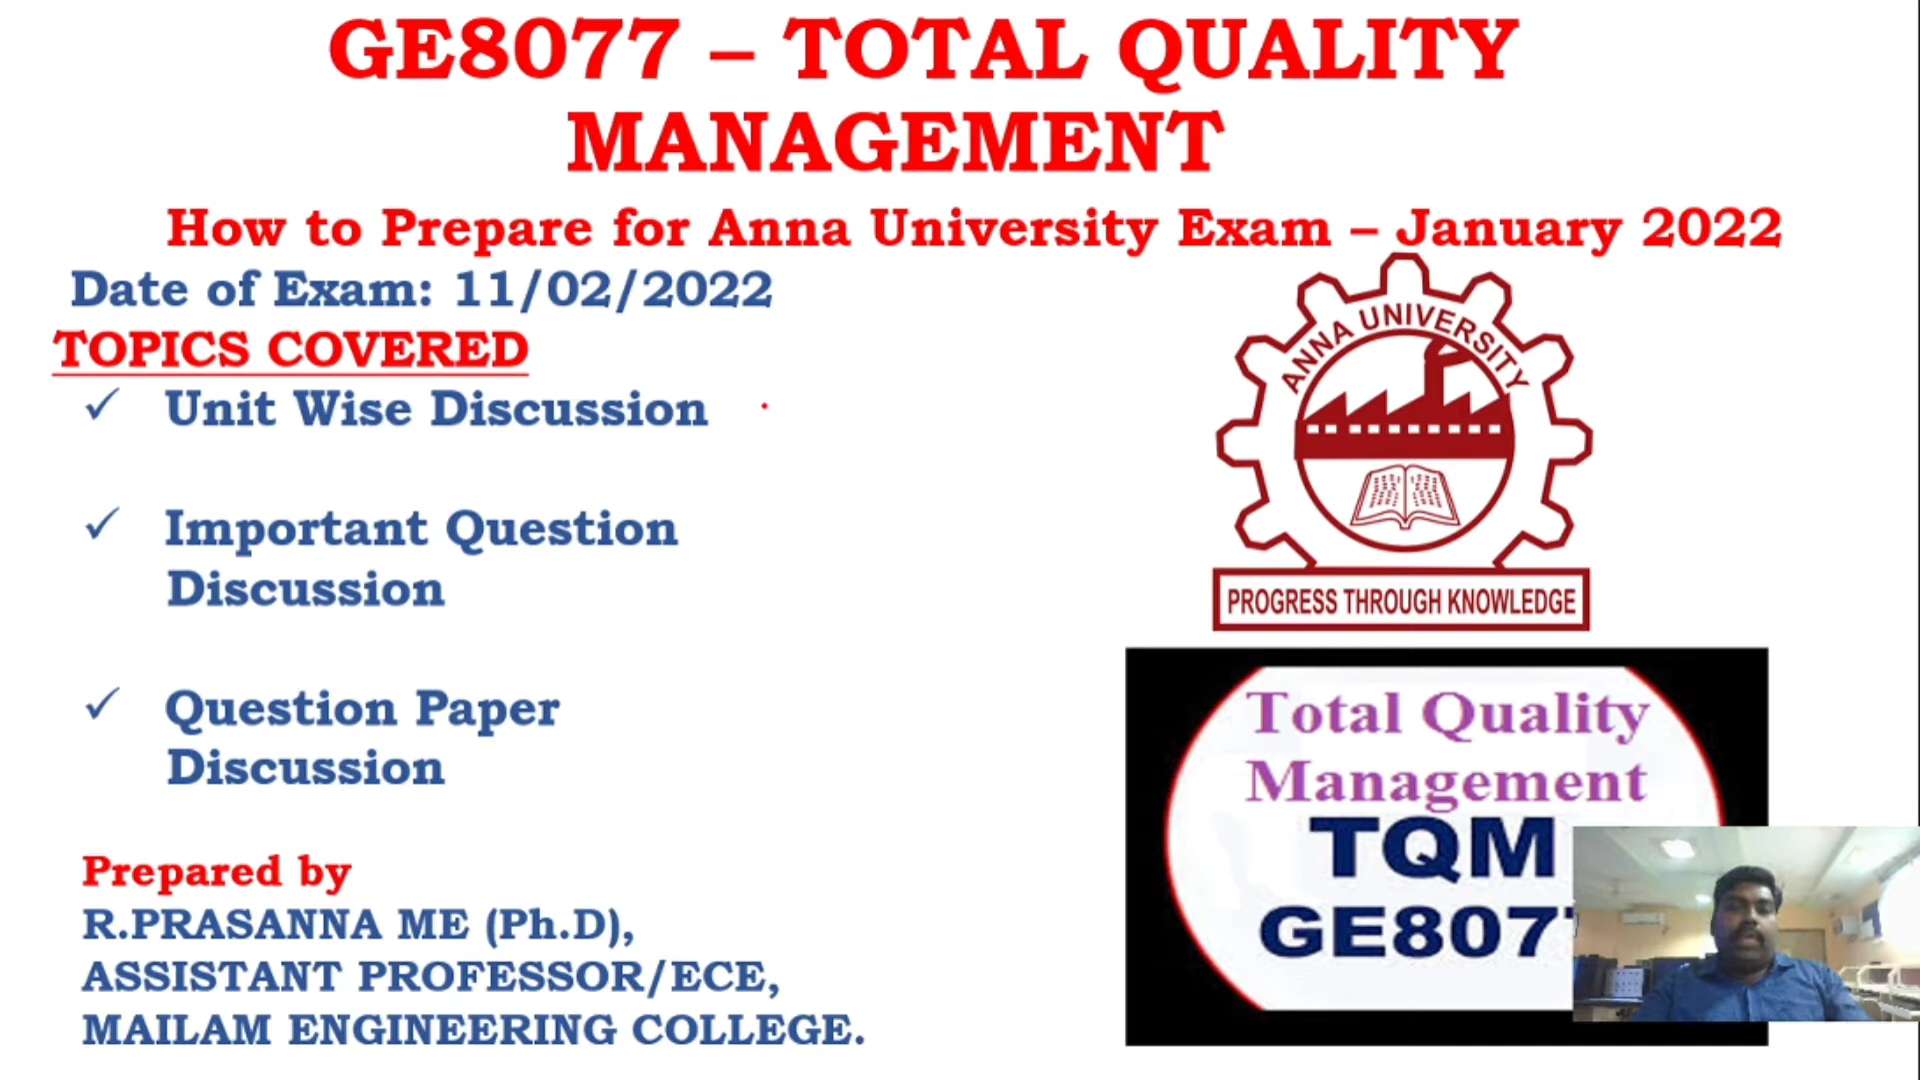 GE8077 – TOTAL QUALITY
MANAGEMENT
How to Prepare for Anna University Exam – January 2022
Date of Exam: 11/02/2022
TOPICS COVERED
✓ Unit Wise Discussion
✓ Important Question
Discussion
✓ Question Paper
Discussion
Prepared by
R.PRASANNA ME (Ph.D),
ASSISTANT PROFESSOR/ECE,
MAILAM ENGINEERING COLLEGE.
ANNA UNIVERSITY
PROGRESS THROUGH KNOWLEDGE
Total Quality
Management
TQM
GE8077